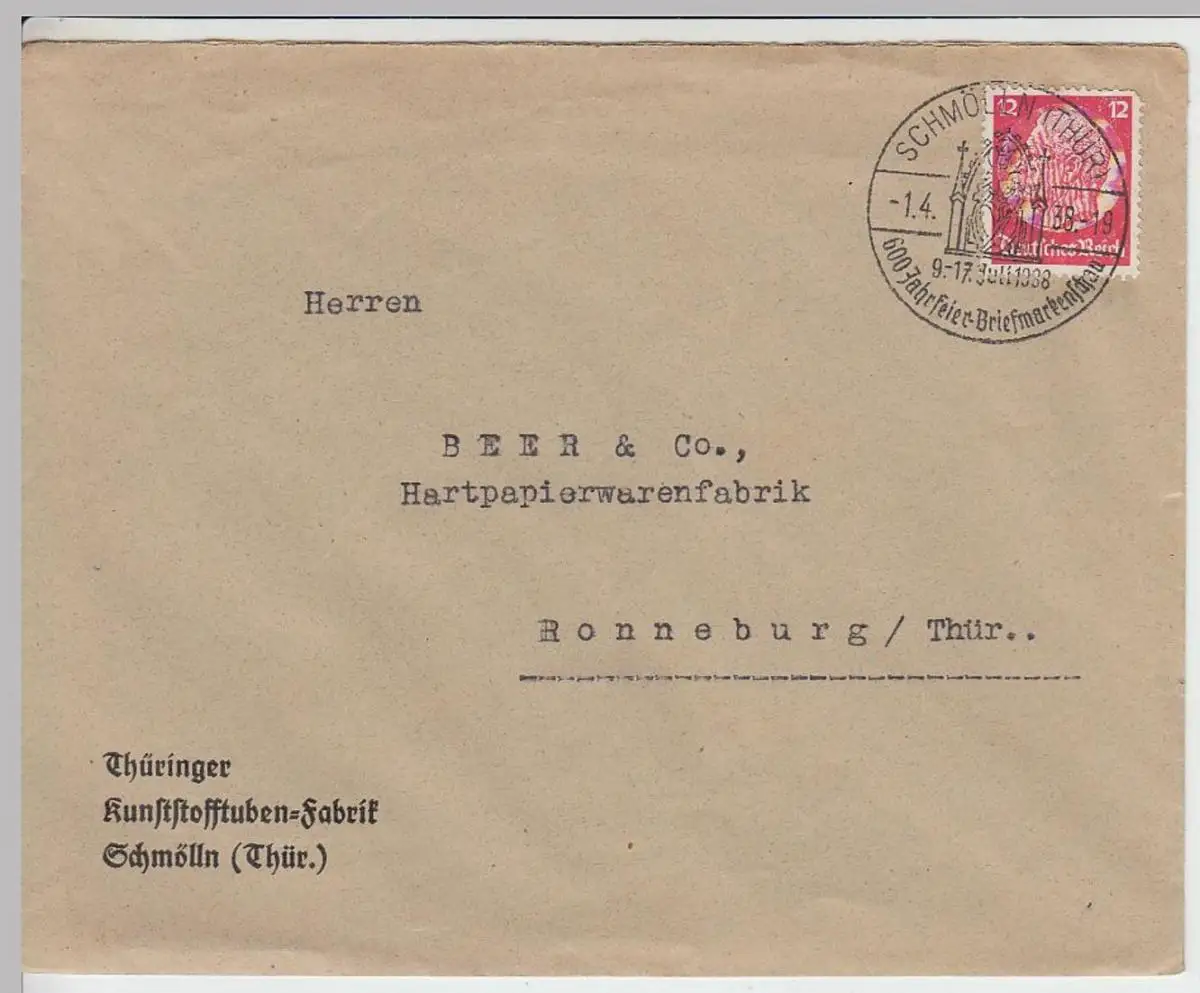 12 12
Deutsches Reich
SCHMÖLLN (THÜR)
-1.4. 38.-19
9.-17. Juli 1938
600 Jahrfeier-Briefmarkenschau
Herren
BEER & Co.,
Hartpapierwarenfabrik
Ronneburg/Thür..
Thüringer
Kunststofftuben-Fabrik
Schmölln (Thür.)